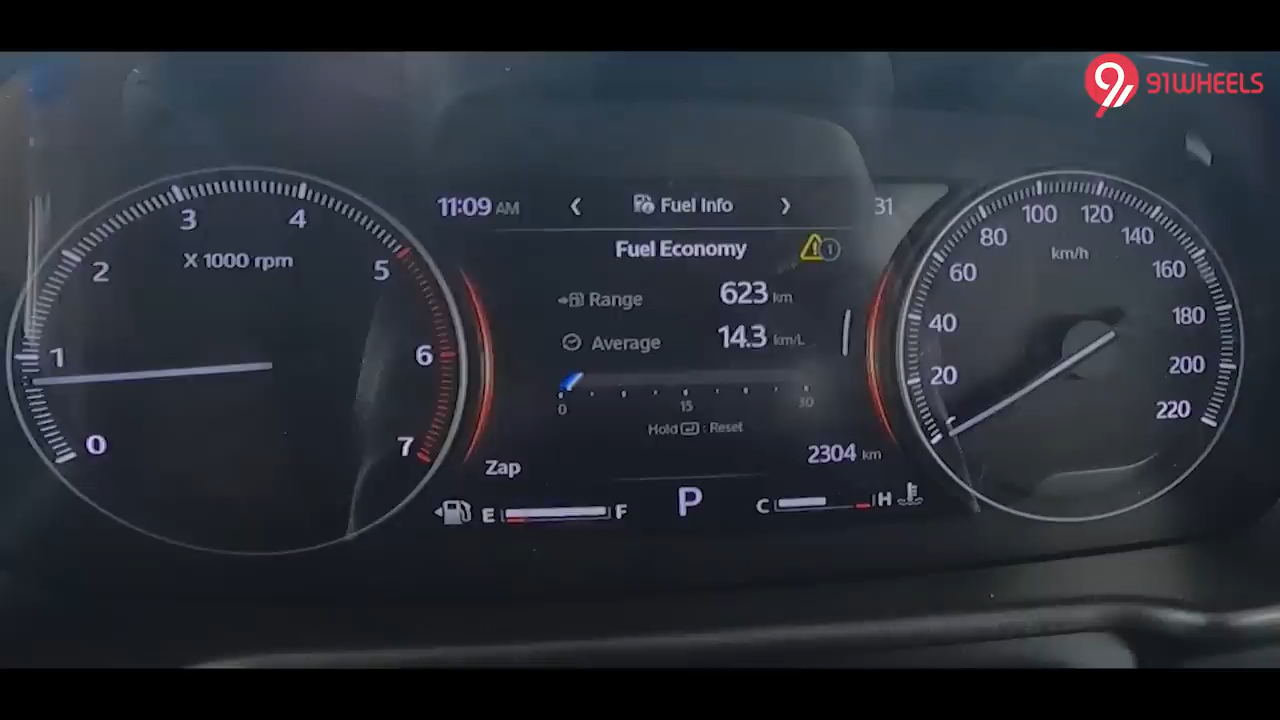 91WHEELS
11:09 AM
Fuel Info
31
Fuel Economy
1
Range 623 km
Average 14.3 km/L
0 15 30
Hold : Reset
2304 km
Zap
E F
P
C H
0 1 2 3 4 5 6 7
X 1000 rpm
20 40 60 80 100 120 140 160 180 200 220
km/h